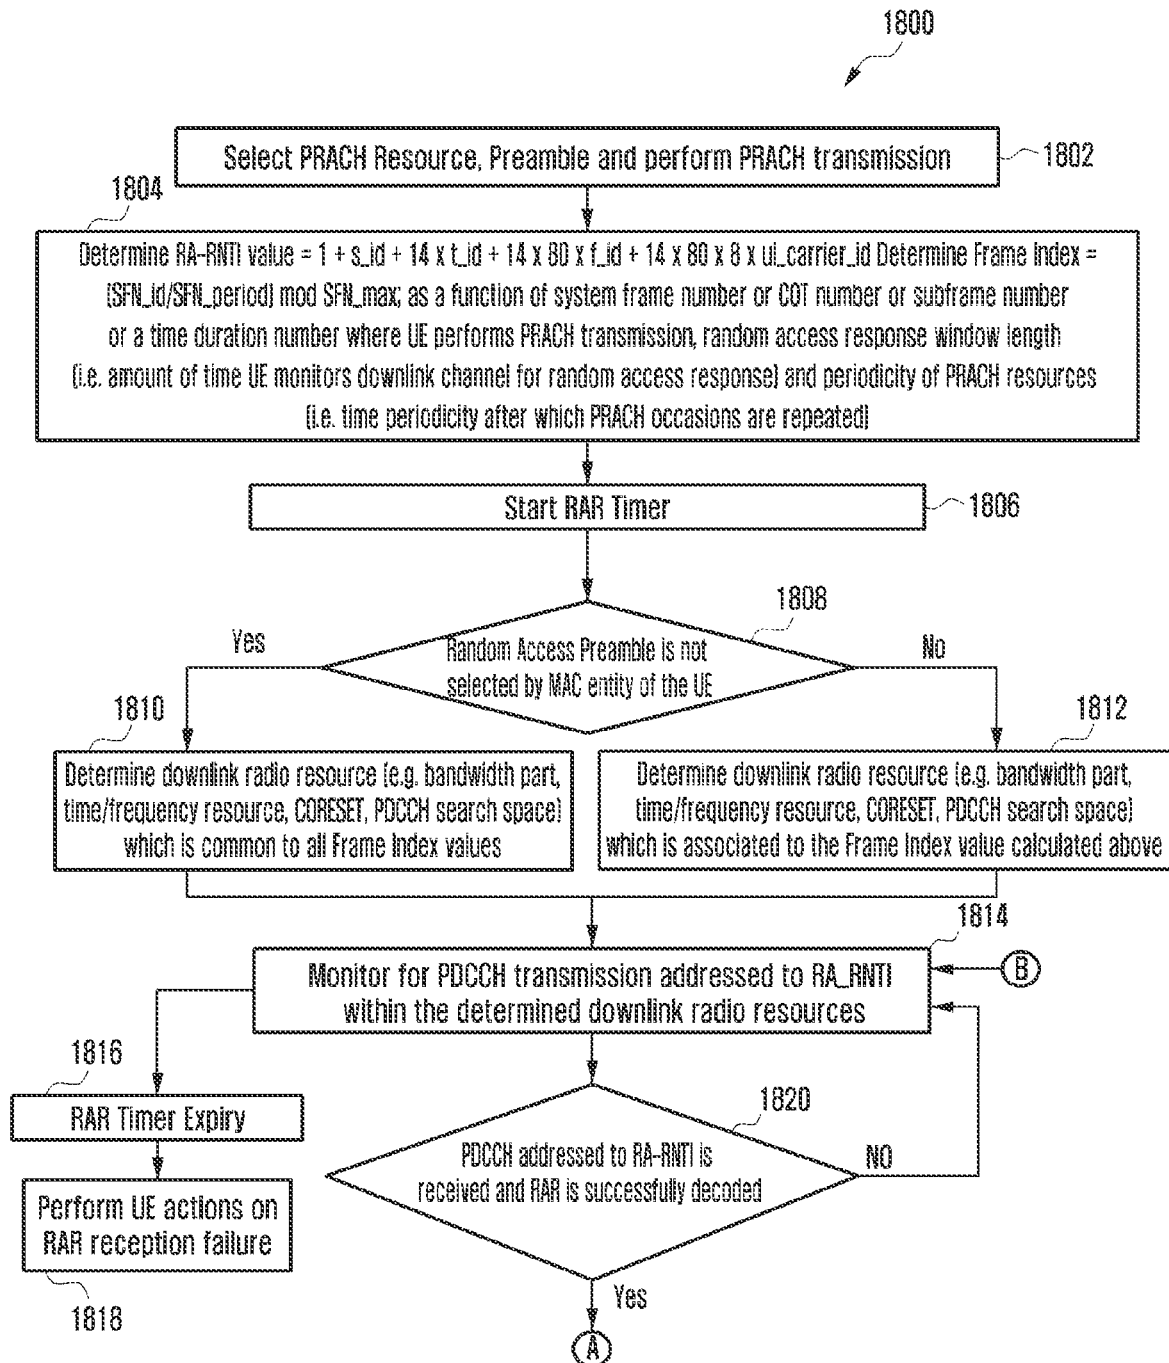 1800
Select PRACH Resource, Preamble and perform PRACH transmission
1802
1804
Determine RA-RNTI value = 1 + s_id + 14 x t_id + 14 x 80 x f_id + 14 x 80 x 8 x ul_carrier_id Determine Frame Index =
(SFN_id/SFN_period) mod SFN_max; as a function of system frame number or COT number or subframe number
or a time duration number where UE performs PRACH transmission, random access response window length
(i.e. amount of time UE monitors downlink channel for random access response) and periodicity of PRACH resources
(i.e. time periodicity after which PRACH occasions are repeated)
Start RAR Timer
1806
1808
Yes
Random Access Preamble is not
selected by MAC entity of the UE
No
1810
1812
Determine downlink radio resource (e.g. bandwidth part,
time/frequency resource, CORESET, PDCCH search space)
which is common to all Frame Index values
Determine downlink radio resource (e.g. bandwidth part,
time/frequency resource, CORESET, PDCCH search space)
which is associated to the Frame Index value calculated above
1814
Monitor for PDCCH transmission addressed to RA_RNTI
within the determined downlink radio resources
B
1816
RAR Timer Expiry
1820
PDCCH addressed to RA-RNTI is
received and RAR is successfully decoded
NO
Perform UE actions on
RAR reception failure
1818
Yes
A